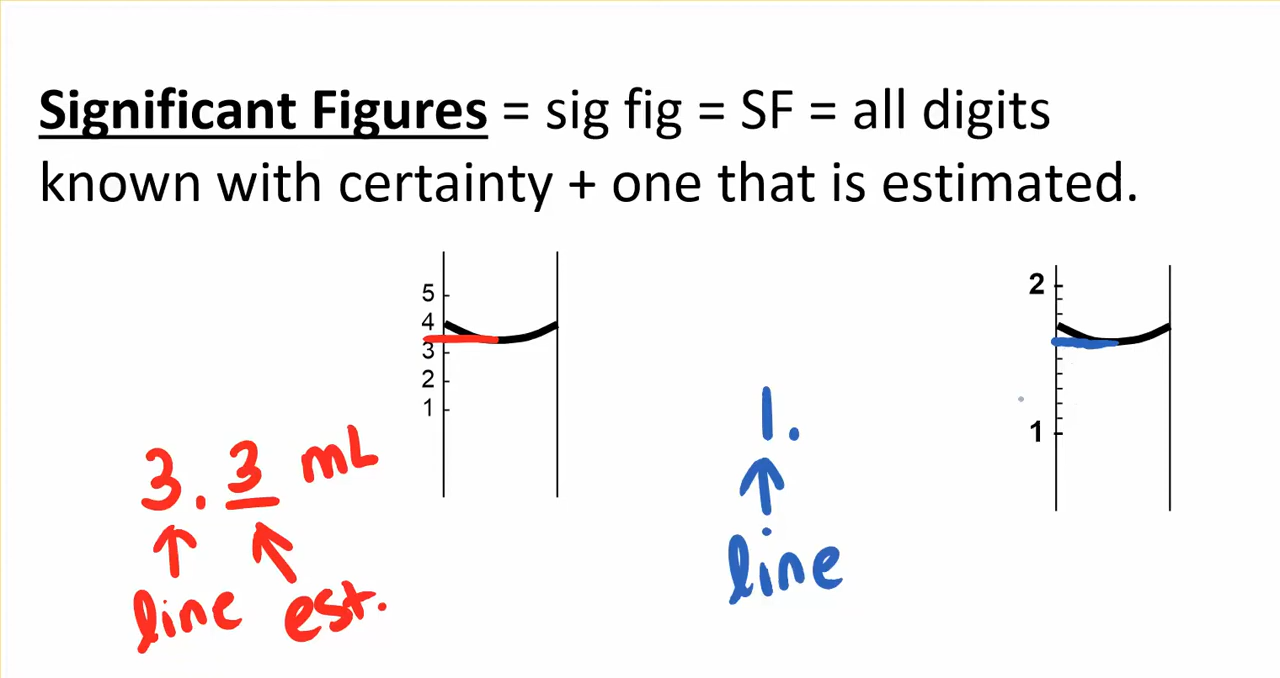 Significant Figures = sig fig = SF = all digits
known with certainty + one that is estimated.
5
4
3
2
1
3.3 mL
line est.
1.
line
2
1